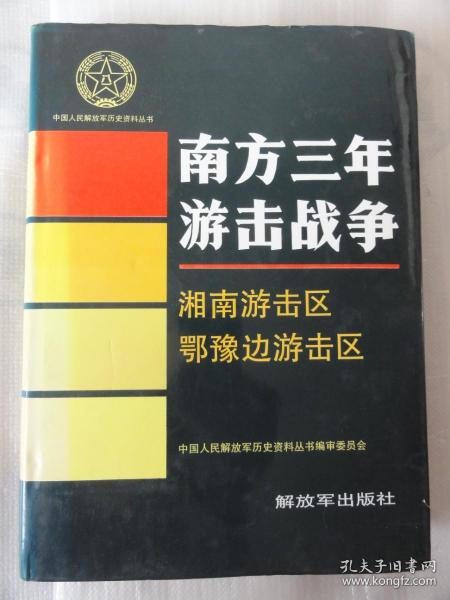 中国人民解放军历史资料丛书
南方三年
游击战争
湘南游击区
鄂豫边游击区
中国人民解放军历史资料丛书编审委员会
解放军出版社
孔夫子旧书网
www.kongfz.com